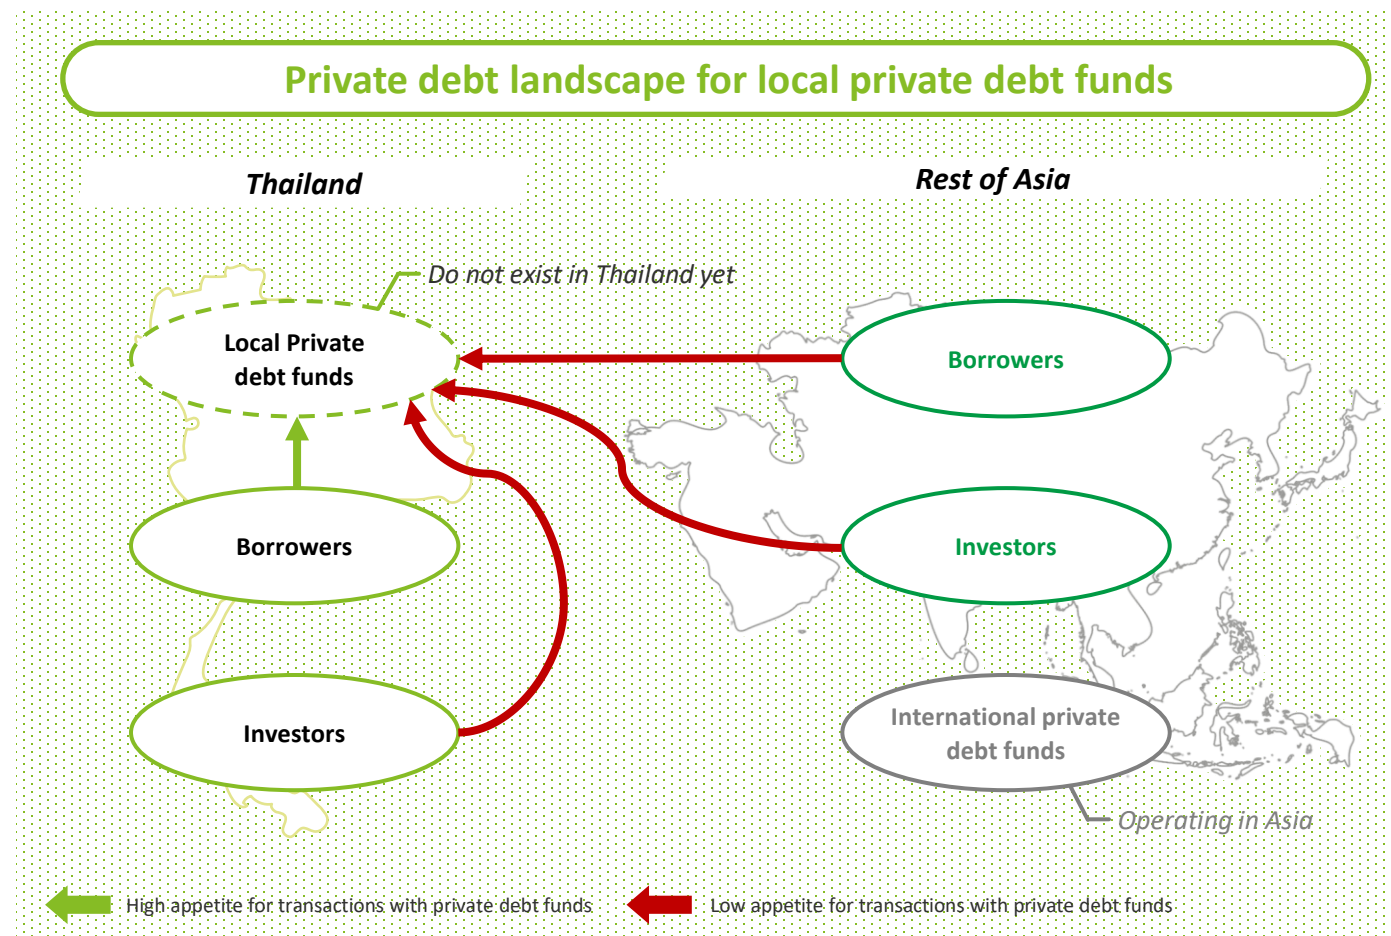 Private debt landscape for local private debt funds
Thailand
Rest of Asia
Do not exist in Thailand yet
Local Private
debt funds
Borrowers
Borrowers
Investors
Investors
International private
debt funds
Operating in Asia
High appetite for transactions with private debt funds
Low appetite for transactions with private debt funds